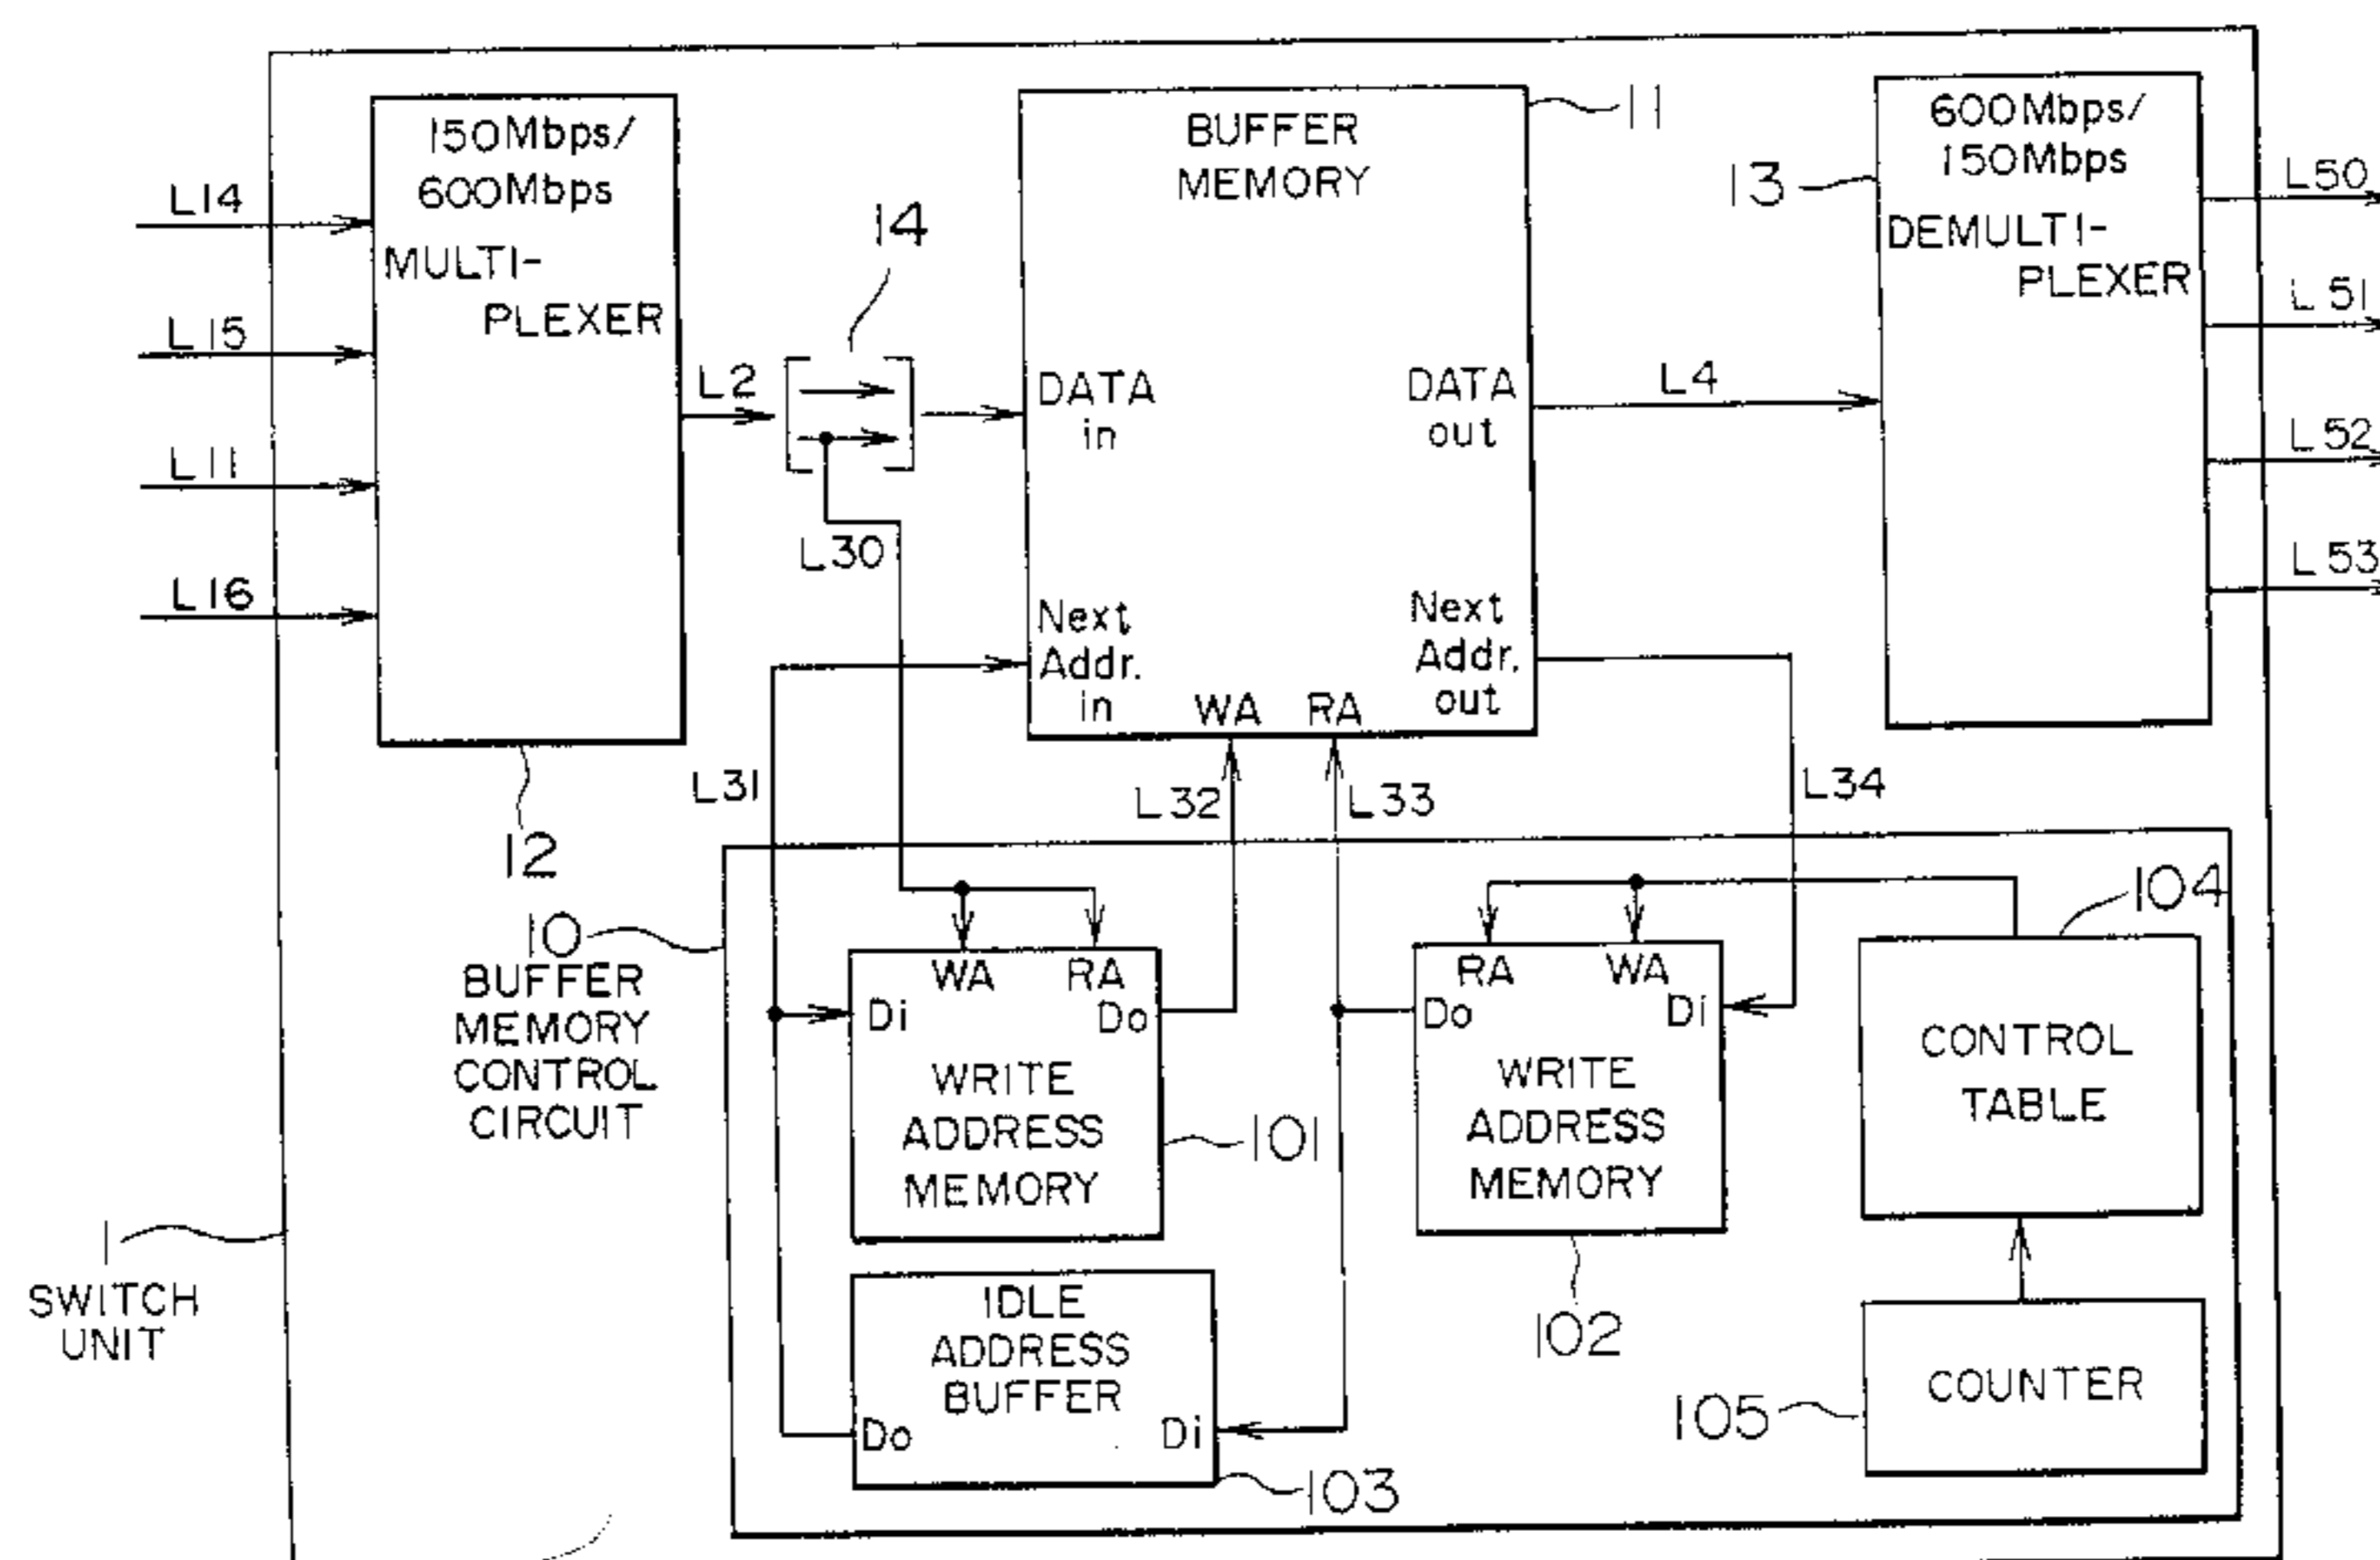 150Mbps/
600Mbps
MULTI-
PLEXER
12
L14
L15
L11
L16
L2
14
L30
BUFFER
MEMORY
11
DATA
in
DATA
out
Next
Addr.
in
WA
RA
Next
Addr.
out
L4
600Mbps/
150Mbps
DEMULTI-
PLEXER
13
L50
L51
L52
L53
L31
L32
L33
L34
10
BUFFER
MEMORY
CONTROL
CIRCUIT
WA
RA
Di
Do
WRITE
ADDRESS
MEMORY
101
RA
WA
Do
Di
WRITE
ADDRESS
MEMORY
102
104
CONTROL
TABLE
1
SWITCH
UNIT
IDLE
ADDRESS
BUFFER
Do
Di
103
105
COUNTER